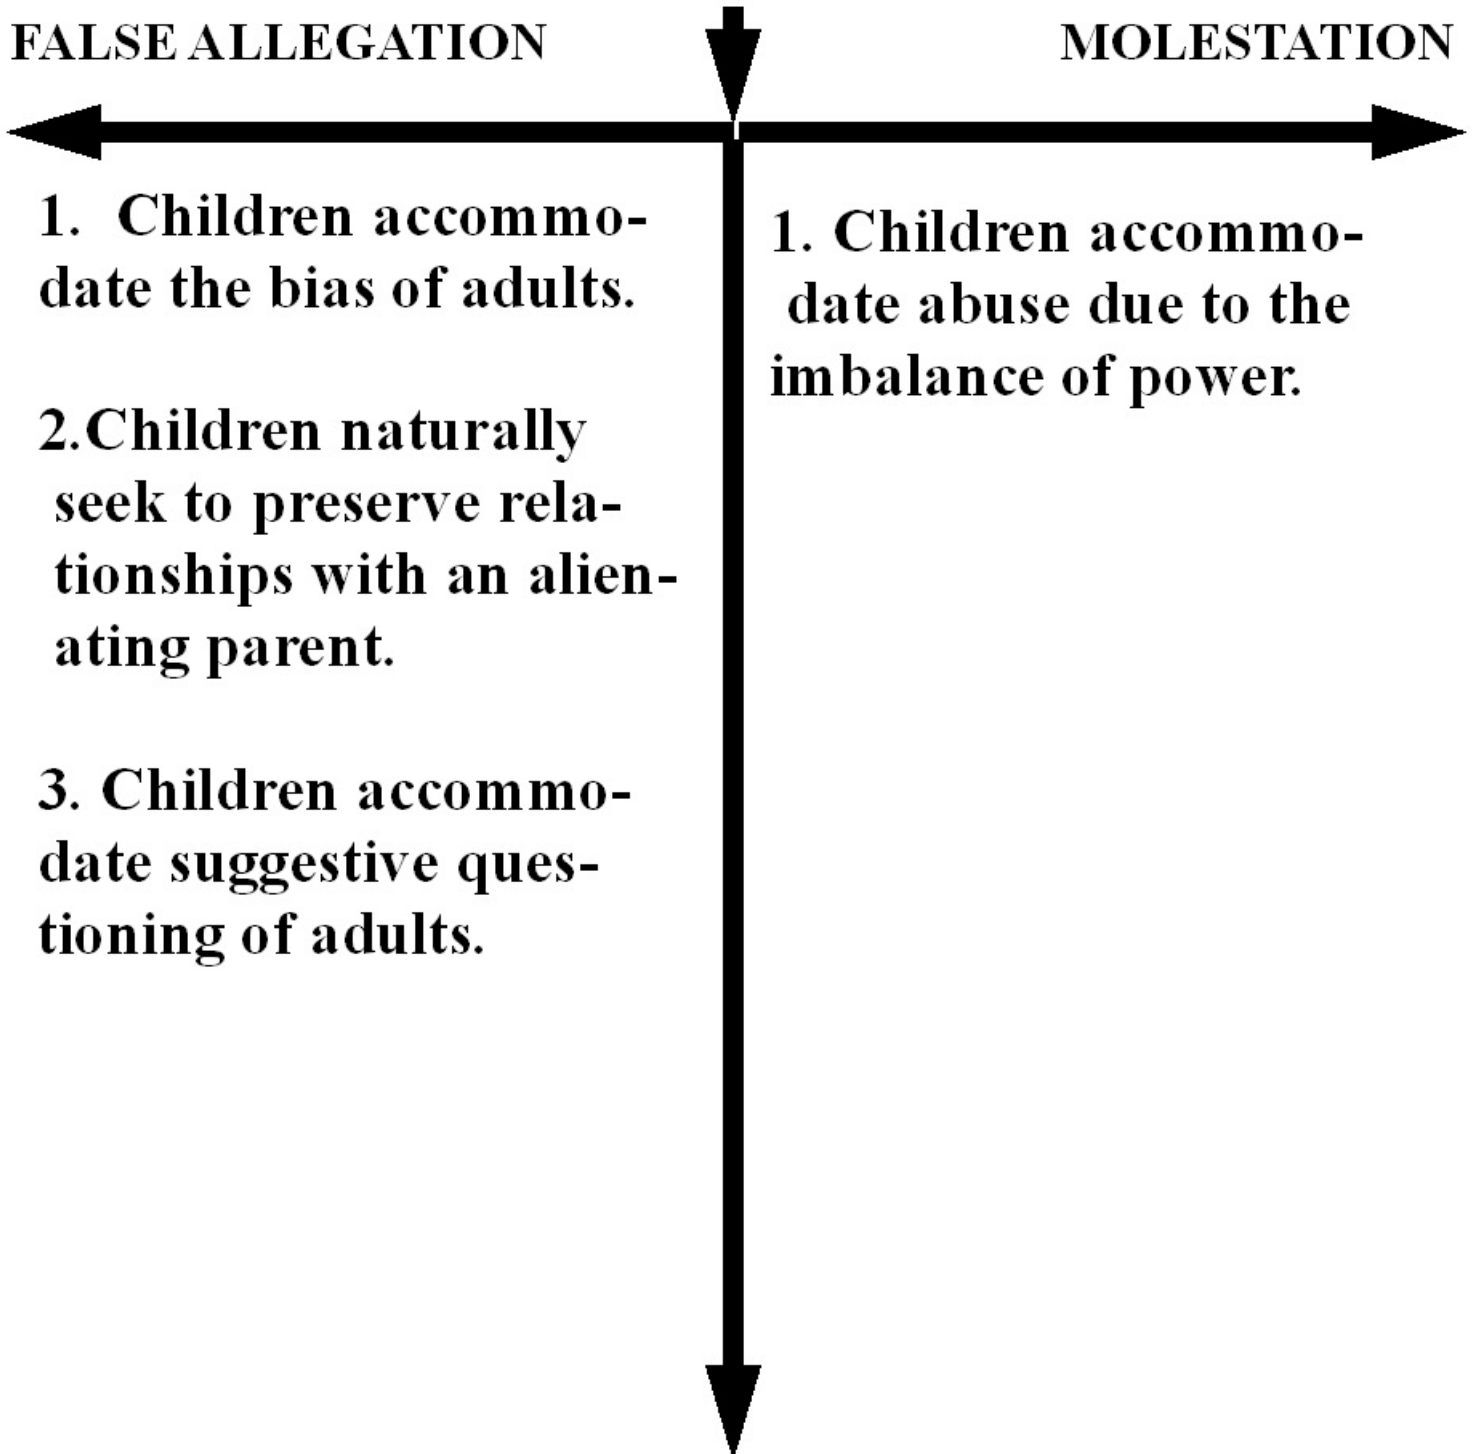 FALSE ALLEGATION
MOLESTATION
1. Children accommo-
date the bias of adults.
2.Children naturally
seek to preserve rela-
tionships with an alien-
ating parent.
3. Children accommo-
date suggestive ques-
tioning of adults.
1. Children accommo-
date abuse due to the
imbalance of power.